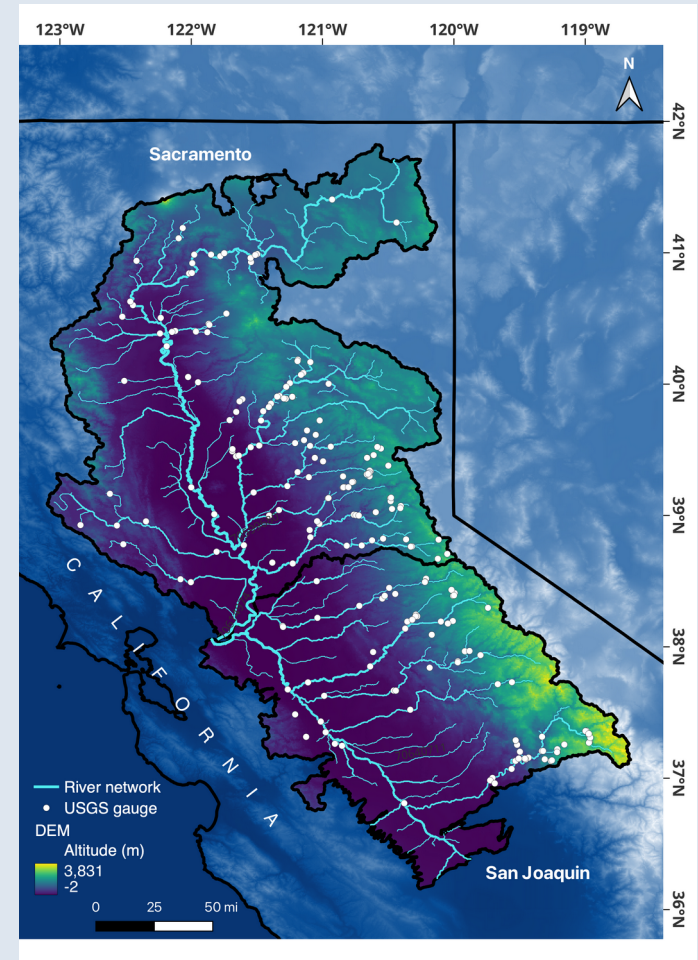 123°W 122°W 121°W 120°W 119°W
N
42°N
Sacramento
41°N
40°N
39°N
CALIFORNIA
38°N
37°N
River network
USGS gauge
DEM
Altitude (m)
3,831
-2
San Joaquin
0 25 50 mi
36°N